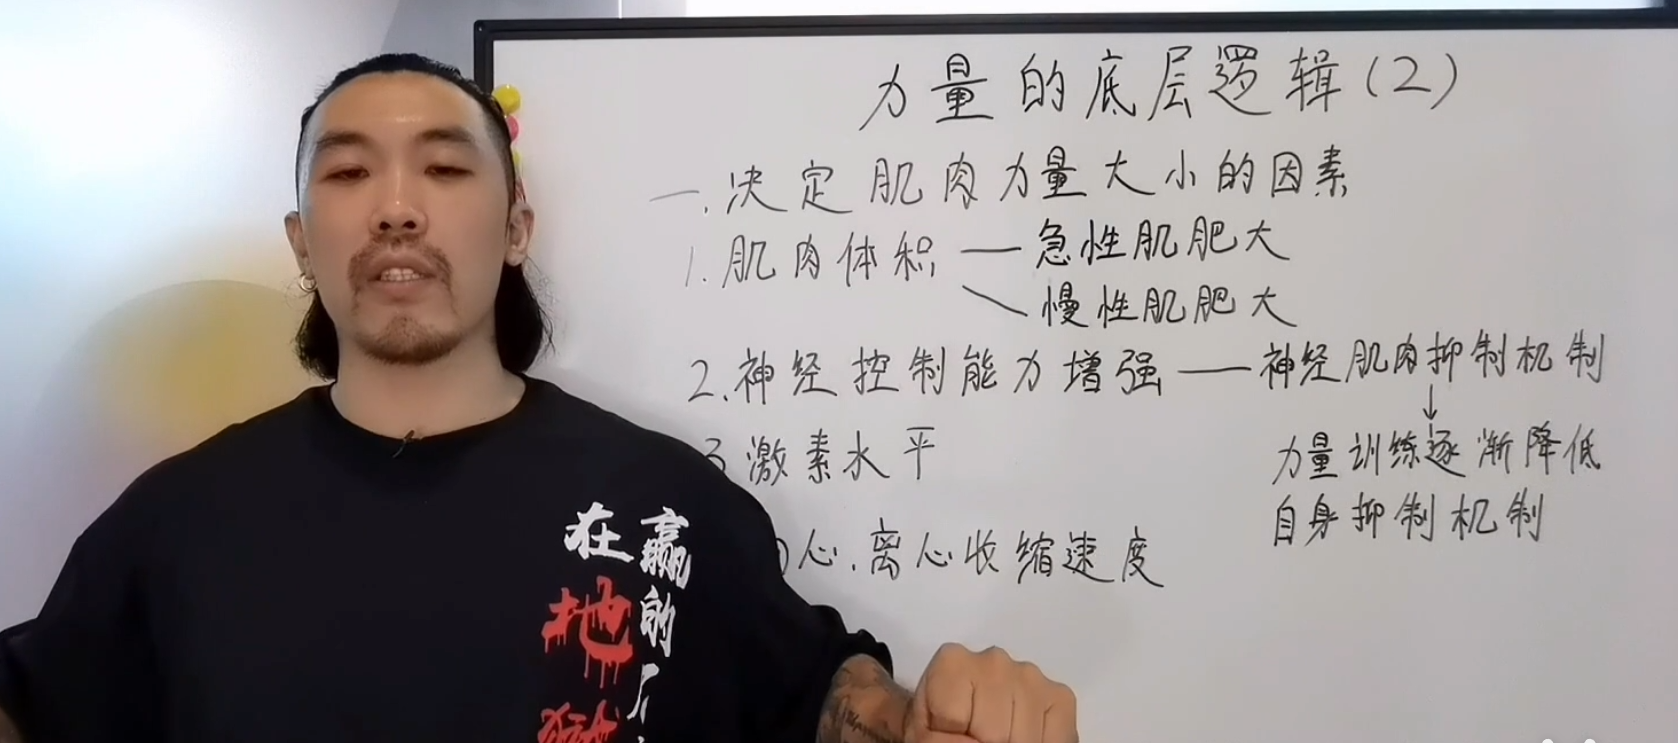 力量的底层逻辑(2)
一.决定肌肉力量大小的因素
1.肌肉体积 — 急性肌肥大
慢性肌肥大
2.神经控制能力增强 — 神经肌肉抑制机制
↓
3 激素水平
力量训练逐渐降低
自身抑制机制
心.离心收缩速度
赢的
在
地狱